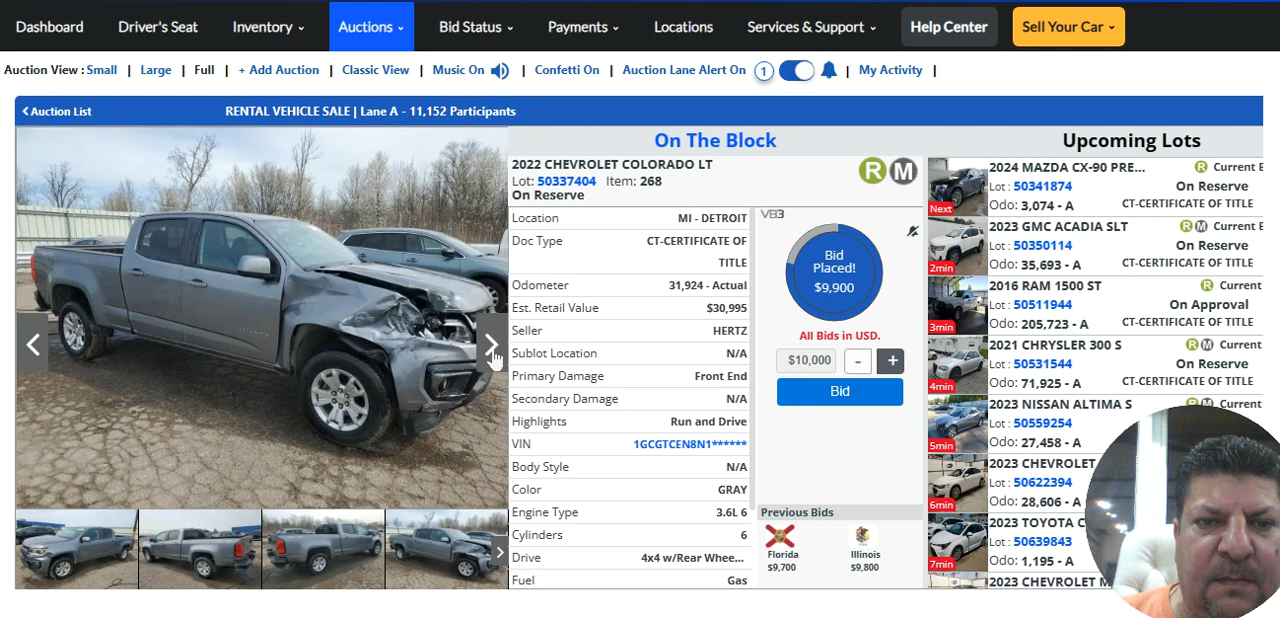 Dashboard Driver's Seat Inventory Auctions Bid Status Payments Locations Services & Support Help Center Sell Your Car
Auction View : Small | Large | Full | + Add Auction | Classic View | Music On | Confetti On | Auction Lane Alert On 1 | My Activity |
Auction List RENTAL VEHICLE SALE | Lane A - 11,152 Participants
On The Block
2022 CHEVROLET COLORADO LT
Lot: 50337404 Item: 268
On Reserve
R M
Location MI - DETROIT
Doc Type CT-CERTIFICATE OF
TITLE
Odometer 31,924 - Actual
Est. Retail Value $30,995
Seller HERTZ
Sublot Location N/A
Primary Damage Front End
Secondary Damage N/A
Highlights Run and Drive
VIN 1GCGTCEN8N1******
Body Style N/A
Color GRAY
Engine Type 3.6L 6
Cylinders 6
Drive 4x4 w/Rear Whee...
Fuel Gas
VB3
Bid
Placed!
$9,900
All Bids in USD.
$10,000 - +
Bid
Previous Bids
Florida Illinois
$9,700 $9,800
Upcoming Lots
2024 MAZDA CX-90 PRE... R Current
Lot : 50341874 On Reserve
Next Odo: 3,074 - A CT-CERTIFICATE OF TITLE
2023 GMC ACADIA SLT R M Current
Lot : 50350114 On Reserve
2min Odo: 35,693 - A CT-CERTIFICATE OF TITLE
2016 RAM 1500 ST R Current
Lot : 50511944 On Approval
3min Odo: 205,723 - A CT-CERTIFICATE OF TITLE
2021 CHRYSLER 300 S R M Current
Lot : 50531544 On Reserve
4min Odo: 71,925 - A CT-CERTIFICATE OF TITLE
2023 NISSAN ALTIMA S R M Current
Lot : 50559254
5min Odo: 27,458 - A
2023 CHEVROLET
Lot : 50622394
6min Odo: 28,606 - A
2023 TOYOTA C
Lot : 50639843
7min Odo: 1,195 - A
2023 CHEVROLET M